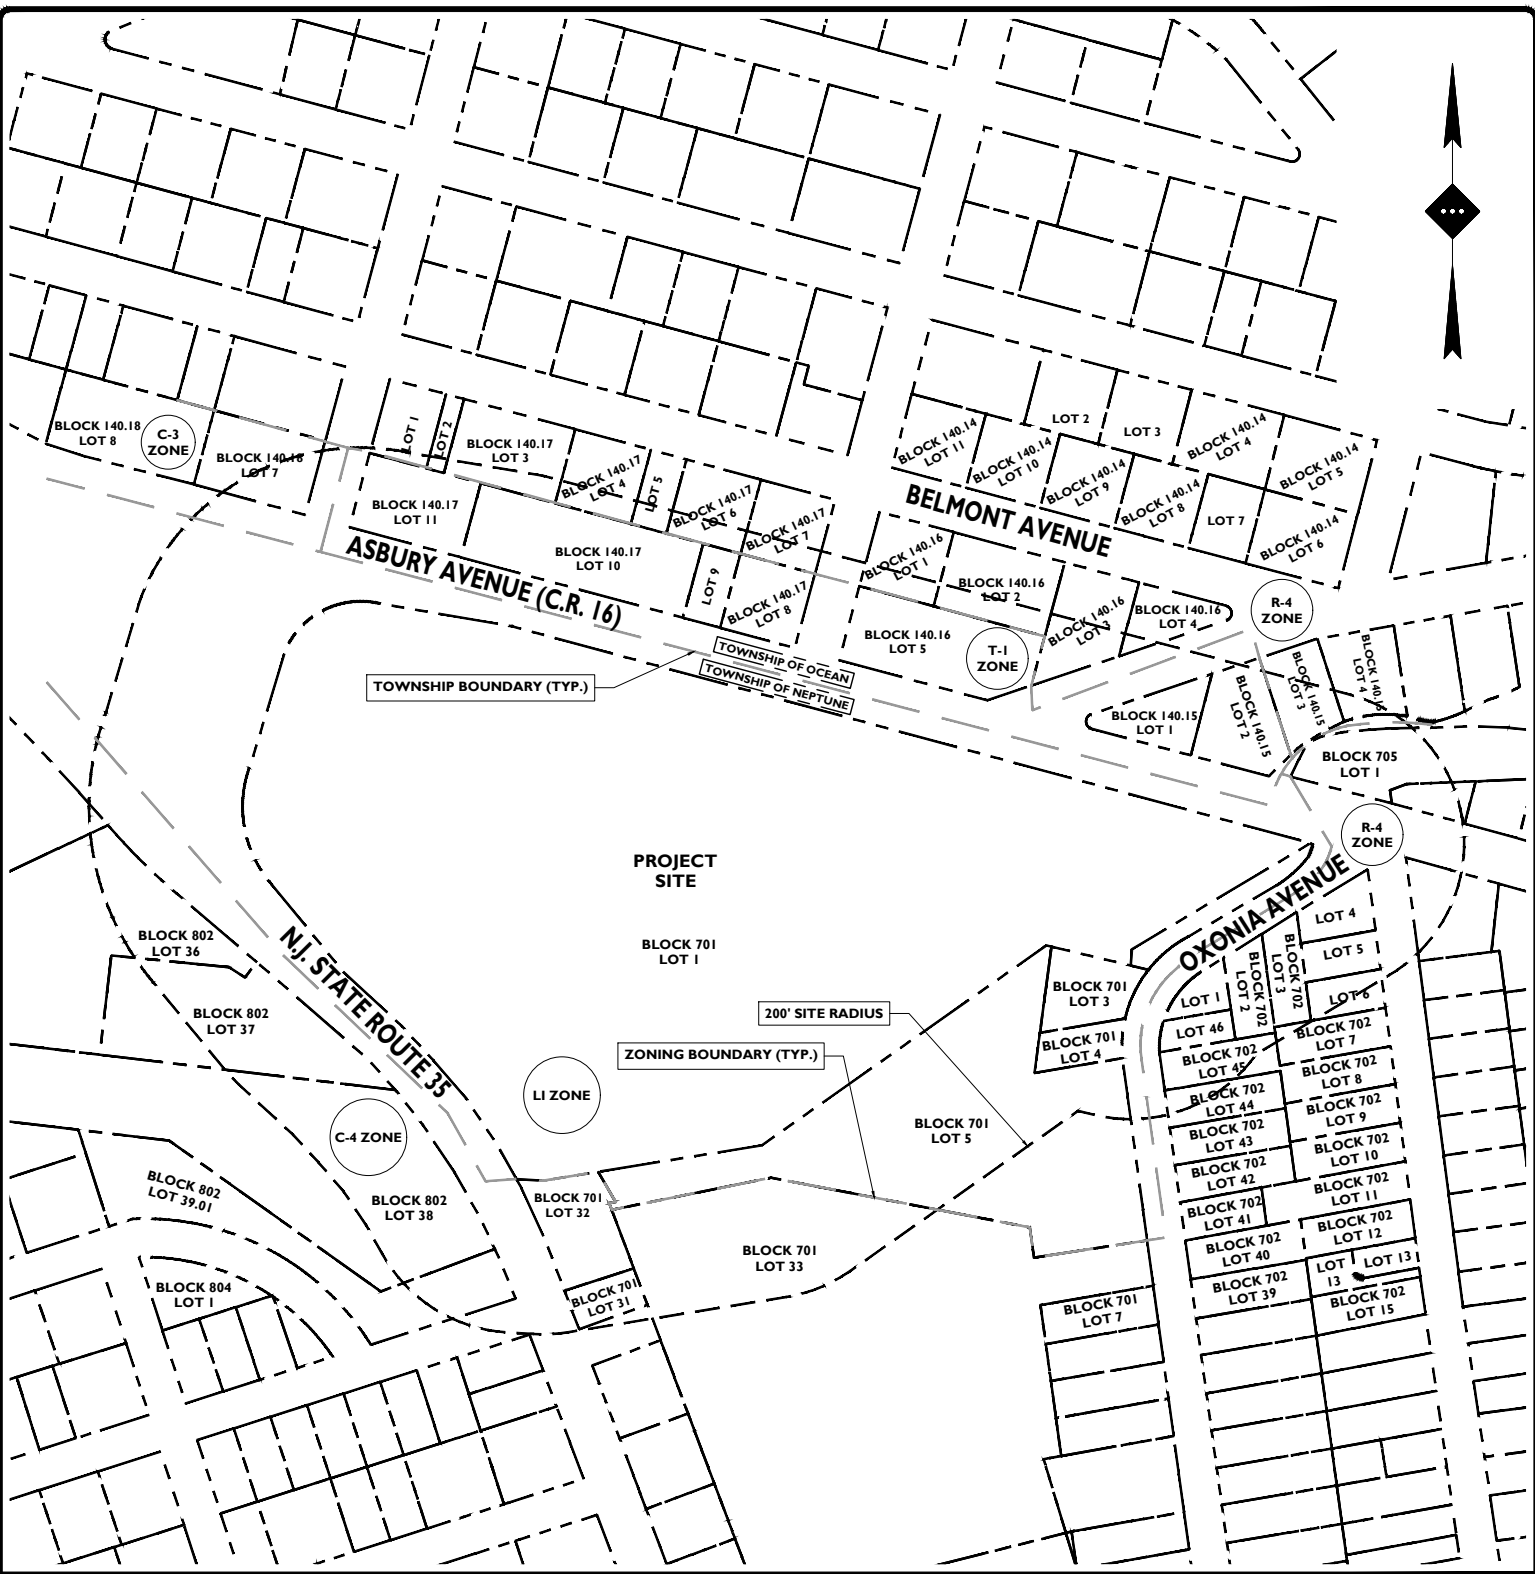 BLOCK 140.18
LOT 8
C-3
ZONE
BLOCK 140.18
LOT 7
LOT 1
LOT 2
BLOCK 140.17
LOT 3
BLOCK 140.17
LOT 4
LOT 5
BLOCK 140.17
LOT 6
BLOCK 140.17
LOT 7
BLOCK 140.17
LOT 11
BLOCK 140.17
LOT 10
LOT 9
BLOCK 140.17
LOT 8
BLOCK 140.14
LOT 11
BLOCK 140.14
LOT 10
LOT 2
BLOCK 140.14
LOT 9
LOT 3
BLOCK 140.14
LOT 8
BLOCK 140.14
LOT 4
LOT 7
BLOCK 140.14
LOT 5
BLOCK 140.14
LOT 6
BELMONT AVENUE
ASBURY AVENUE (C.R. 16)
BLOCK 140.16
LOT 1
BLOCK 140.16
LOT 2
BLOCK 140.16
LOT 3
BLOCK 140.16
LOT 4
BLOCK 140.16
LOT 5
T-1
ZONE
R-4
ZONE
TOWNSHIP OF OCEAN
TOWNSHIP OF NEPTUNE
TOWNSHIP BOUNDARY (TYP.)
BLOCK 140.15
LOT 1
BLOCK 140.15
LOT 2
BLOCK 140.15
LOT 3
BLOCK 140.15
LOT 4
BLOCK 705
LOT 1
R-4
ZONE
PROJECT
SITE
BLOCK 701
LOT 1
N.J. STATE ROUTE 35
OXONIA AVENUE
BLOCK 802
LOT 36
BLOCK 802
LOT 37
200' SITE RADIUS
ZONING BOUNDARY (TYP.)
LI ZONE
C-4 ZONE
BLOCK 701
LOT 3
BLOCK 701
LOT 4
BLOCK 701
LOT 5
LOT 1
LOT 46
BLOCK 702
LOT 2
BLOCK 702
LOT 3
LOT 4
LOT 5
LOT 6
BLOCK 702
LOT 7
BLOCK 702
LOT 45
BLOCK 702
LOT 8
BLOCK 702
LOT 44
BLOCK 702
LOT 9
BLOCK 702
LOT 43
BLOCK 702
LOT 10
BLOCK 702
LOT 42
BLOCK 702
LOT 11
BLOCK 702
LOT 41
BLOCK 702
LOT 12
BLOCK 702
LOT 40
LOT
13
LOT 13
BLOCK 702
LOT 39
BLOCK 702
LOT 15
BLOCK 802
LOT 39.01
BLOCK 802
LOT 38
BLOCK 701
LOT 32
BLOCK 701
LOT 33
BLOCK 804
LOT 1
BLOCK 701
LOT 31
BLOCK 701
LOT 7